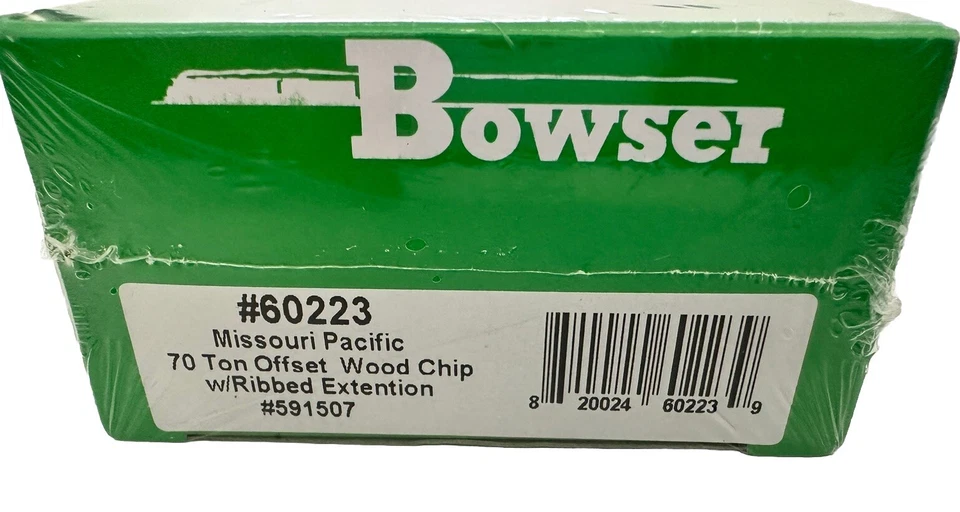 Bowser
#60223
Missouri Pacific
70 Ton Offset  Wood Chip
w/Ribbed Extention
#591507
8 20024 60223 9